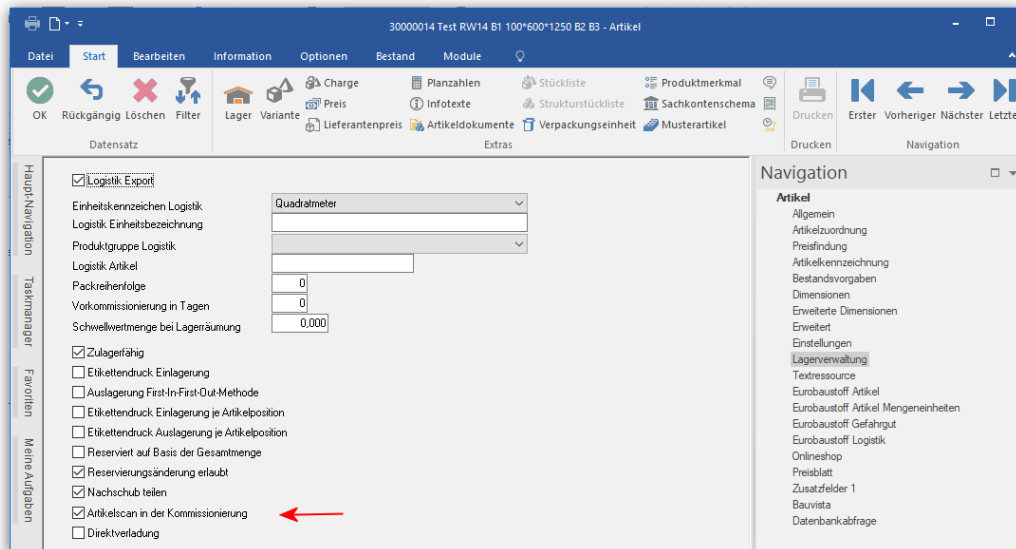 30000014 Test RW14 B1 100*600*1250 B2 B3 - Artikel
Datei Start Bearbeiten Information Optionen Bestand Module
OK Rückgängig Löschen Filter
Datensatz
Lager Variante
Charge Planzahlen Stückliste Produktmerkmal
Preis Infotexte Strukturstückliste Sachkontenschema
Lieferantenpreis Artikeldokumente Verpackungseinheit Musterartikel
Extras
Drucken
Drucken
Erster Vorheriger Nächster Letzte
Navigation
Haupt-Navigation
Taskmanager
Favoriten
Meine Aufgaben
Logistik Export
Einheitskennzeichen Logistik Quadratmeter
Logistik Einheitsbezeichnung
Produktgruppe Logistik
Logistik Artikel
Packreihenfolge 0
Vorkommissionierung in Tagen 0
Schwellwertmenge bei Lagerräumung 0,000
Zulagerfähig
Etikettendruck Einlagerung
Auslagerung First-In-First-Out-Methode
Etikettendruck Einlagerung je Artikelposition
Etikettendruck Auslagerung je Artikelposition
Reserviert auf Basis der Gesamtmenge
Reservierungsänderung erlaubt
Nachschub teilen
Artikelscan in der Kommissionierung
Direktverladung
Navigation
Artikel
Allgemein
Artikelzuordnung
Preisfindung
Artikelkennzeichnung
Bestandsvorgaben
Dimensionen
Erweiterte Dimensionen
Erweitert
Einstellungen
Lagerverwaltung
Textressource
Eurobaustoff Artikel
Eurobaustoff Artikel Mengeneinheiten
Eurobaustoff Gefahrgut
Eurobaustoff Logistik
Onlineshop
Preisblatt
Zusatzfelder 1
Bauvista
Datenbankabfrage